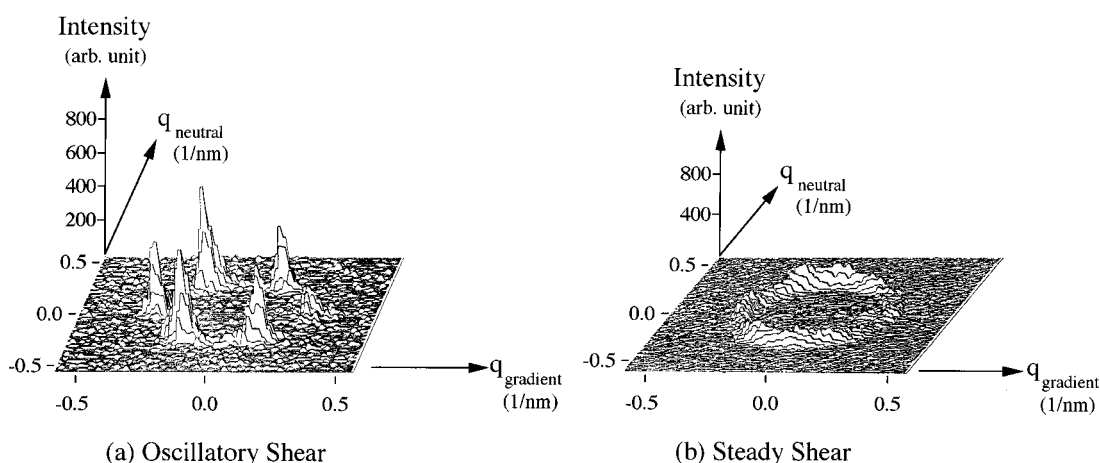 Intensity
(arb. unit)
800
600
400
200
q neutral
(1/nm)
0.5
0.0
-0.5
-0.5
0.0
0.5
q gradient
(1/nm)
(a) Oscillatory Shear
Intensity
(arb. unit)
800
400
q neutral
(1/nm)
0.5
0.0
-0.5
-0.5
0.0
0.5
q gradient
(1/nm)
(b) Steady Shear